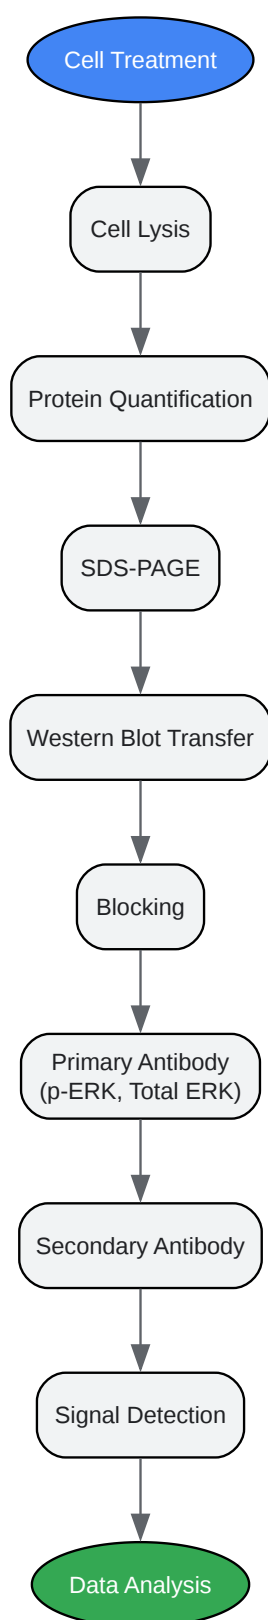 Cell Treatment
Cell Lysis
Protein Quantification
SDS-PAGE
Western Blot Transfer
Blocking
Primary Antibody
(p-ERK, Total ERK)
Secondary Antibody
Signal Detection
Data Analysis